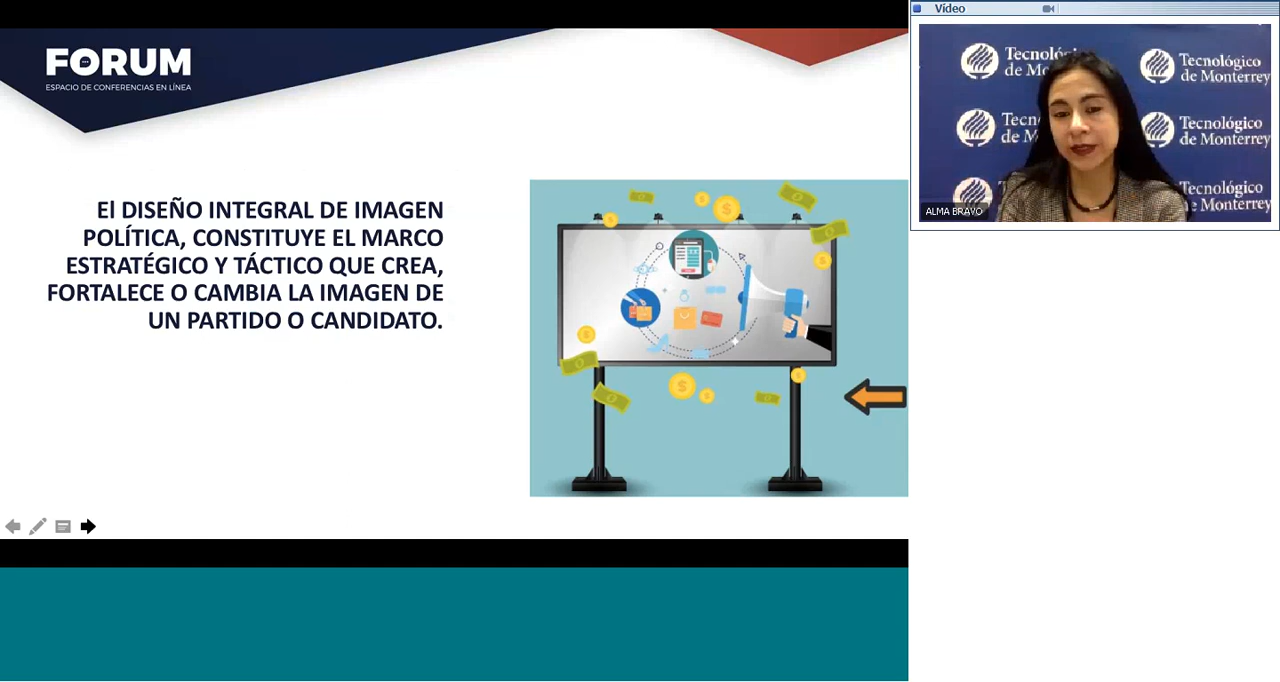 FORUM
ESPACIO DE CONFERENCIAS EN LÍNEA
El DISEÑO INTEGRAL DE IMAGEN
POLÍTICA, CONSTITUYE EL MARCO
ESTRATÉGICO Y TÁCTICO QUE CREA,
FORTALECE O CAMBIA LA IMAGEN DE
UN PARTIDO O CANDIDATO.
Vídeo
Tecnológico
de Mo
Tecnológico
de Monterrey
Tecn
de M
Tecnológico
de Monterrey
Tecnológico
de Monterrey
ALMA BRAVO